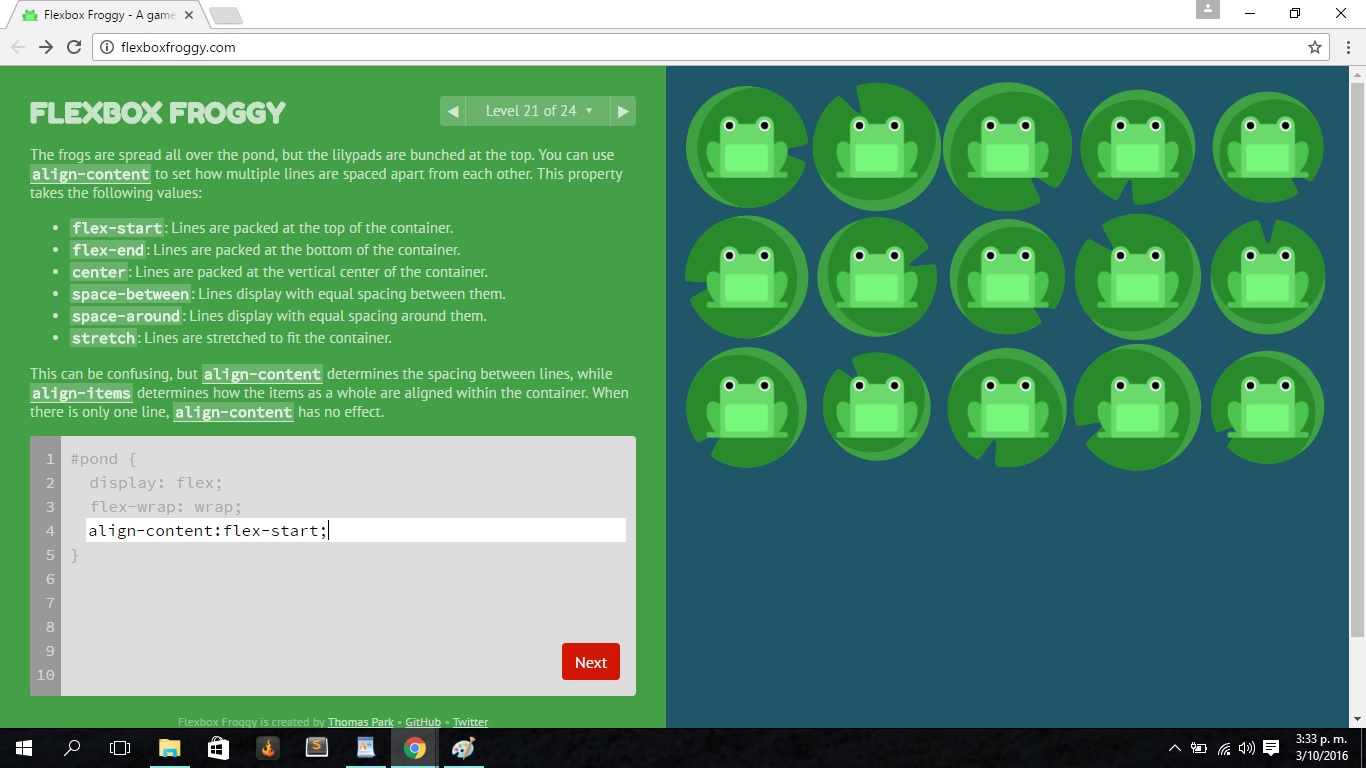 Flexbox Froggy - A game
flexboxfroggy.com
FLEXBOX FROGGY
◀ Level 21 of 24 ▾ ▶
The frogs are spread all over the pond, but the lilypads are bunched at the top. You can use
align-content to set how multiple lines are spaced apart from each other. This property
takes the following values:
• flex-start: Lines are packed at the top of the container.
• flex-end: Lines are packed at the bottom of the container.
• center: Lines are packed at the vertical center of the container.
• space-between: Lines display with equal spacing between them.
• space-around: Lines display with equal spacing around them.
• stretch: Lines are stretched to fit the container.
This can be confusing, but align-content determines the spacing between lines, while
align-items determines how the items as a whole are aligned within the container. When
there is only one line, align-content has no effect.
1 #pond {
2 display: flex;
3 flex-wrap: wrap;
4 align-content:flex-start;
5 }
6
7
8
9
10
Next
Flexbox Froggy is created by Thomas Park • GitHub • Twitter
3:33 p. m.
3/10/2016